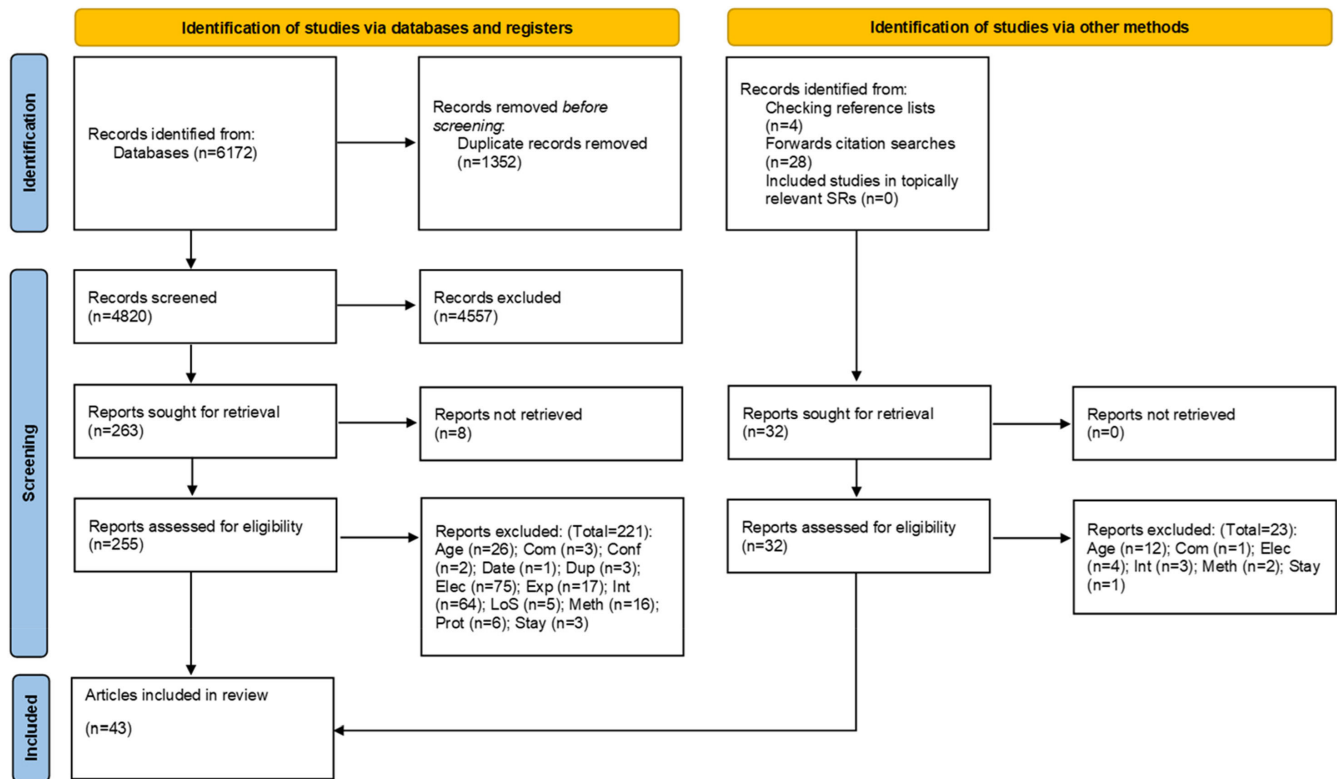 Identification of studies via databases and registers
Identification of studies via other methods
Identification
Records identified from:
Databases (n=6172)
Records removed before
screening:
Duplicate records removed
(n=1352)
Records identified from:
Checking reference lists
(n=4)
Forwards citation searches
(n=28)
Included studies in topically
relevant SRs (n=0)
Screening
Records screened
(n=4820)
Records excluded
(n=4557)
Reports sought for retrieval
(n=263)
Reports not retrieved
(n=8)
Reports sought for retrieval
(n=32)
Reports not retrieved
(n=0)
Reports assessed for eligibility
(n=255)
Reports excluded: (Total=221):
Age (n=26); Com (n=3); Conf
(n=2); Date (n=1); Dup (n=3);
Elec (n=75); Exp (n=17); Int
(n=64); LoS (n=5); Meth (n=16);
Prot (n=6); Stay (n=3)
Reports assessed for eligibility
(n=32)
Reports excluded: (Total=23):
Age (n=12); Com (n=1); Elec
(n=4); Int (n=3); Meth (n=2); Stay
(n=1)
Included
Articles included in review
(n=43)